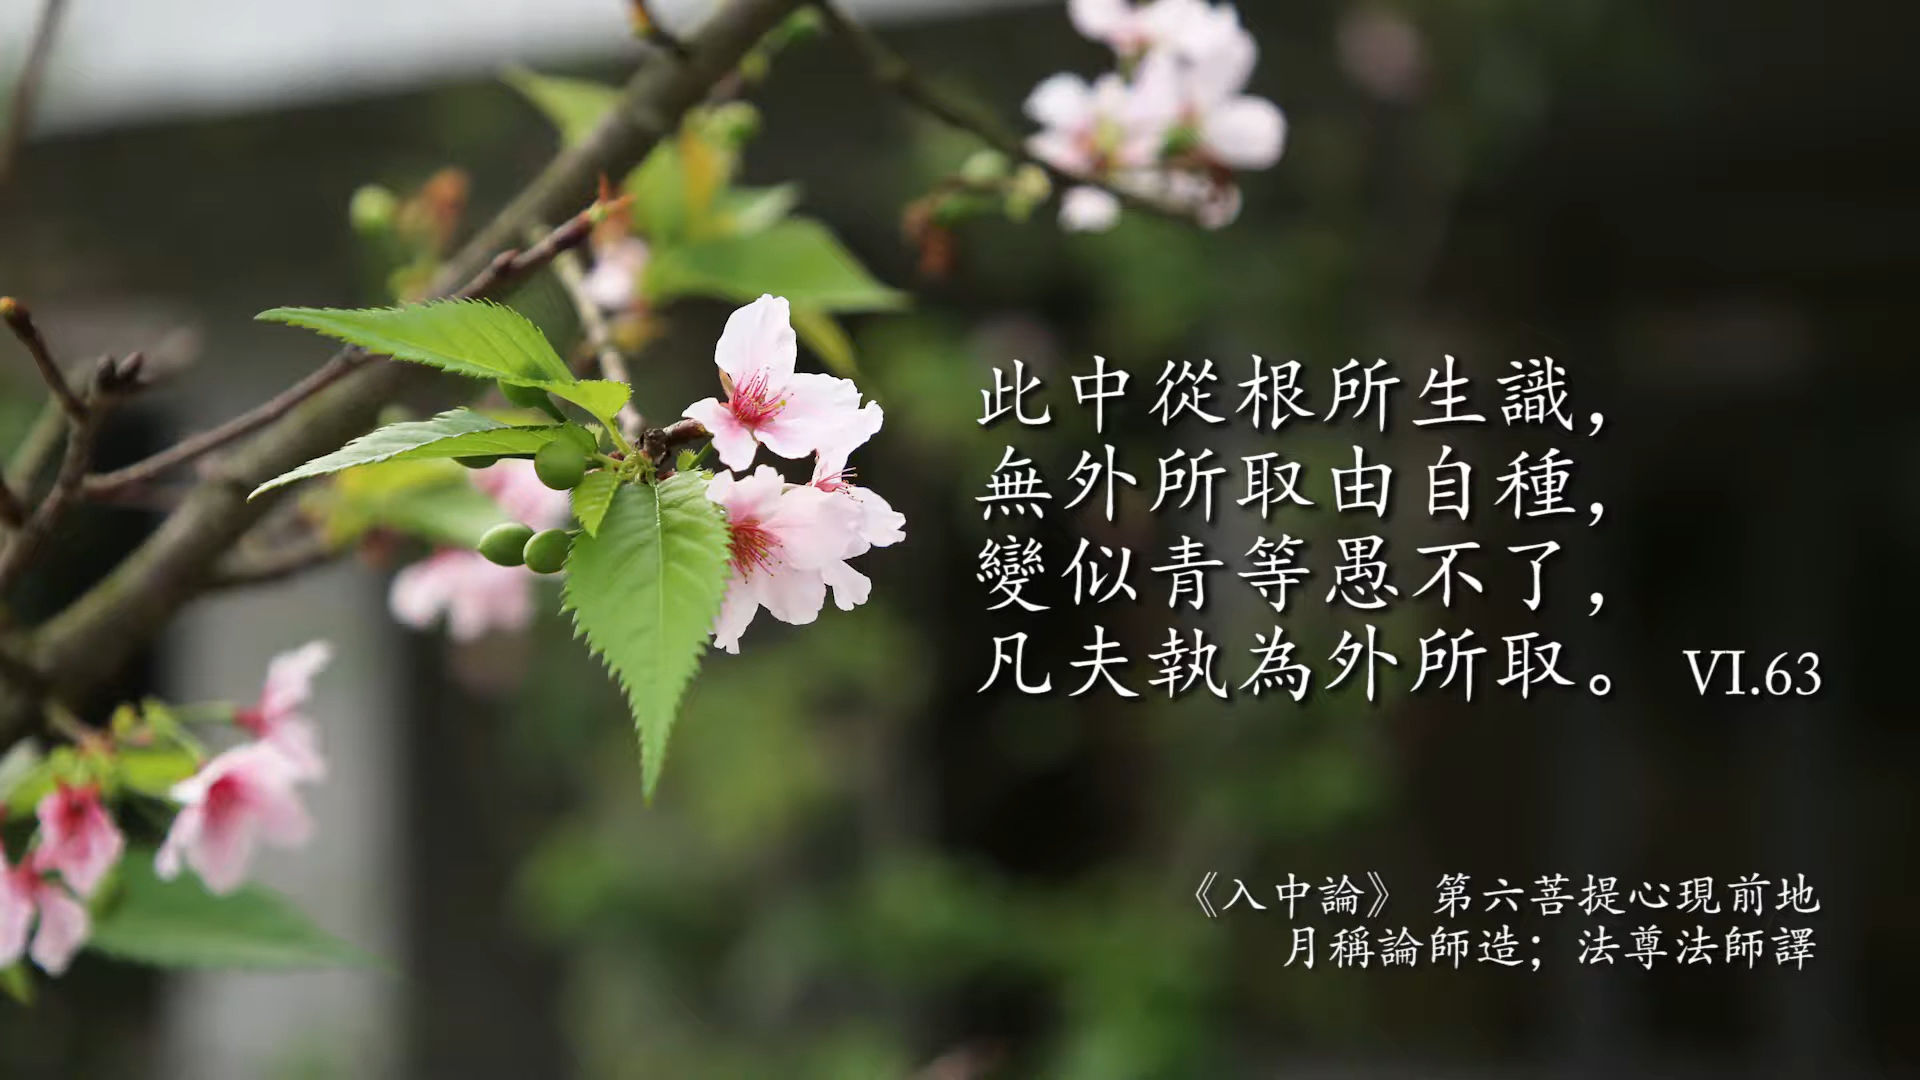 此中從根所生識，
無外所取由自種，
變似青等愚不了，
凡夫執為外所取。 VI.63
《入中論》 第六菩提心現前地
月稱論師造；法尊法師譯